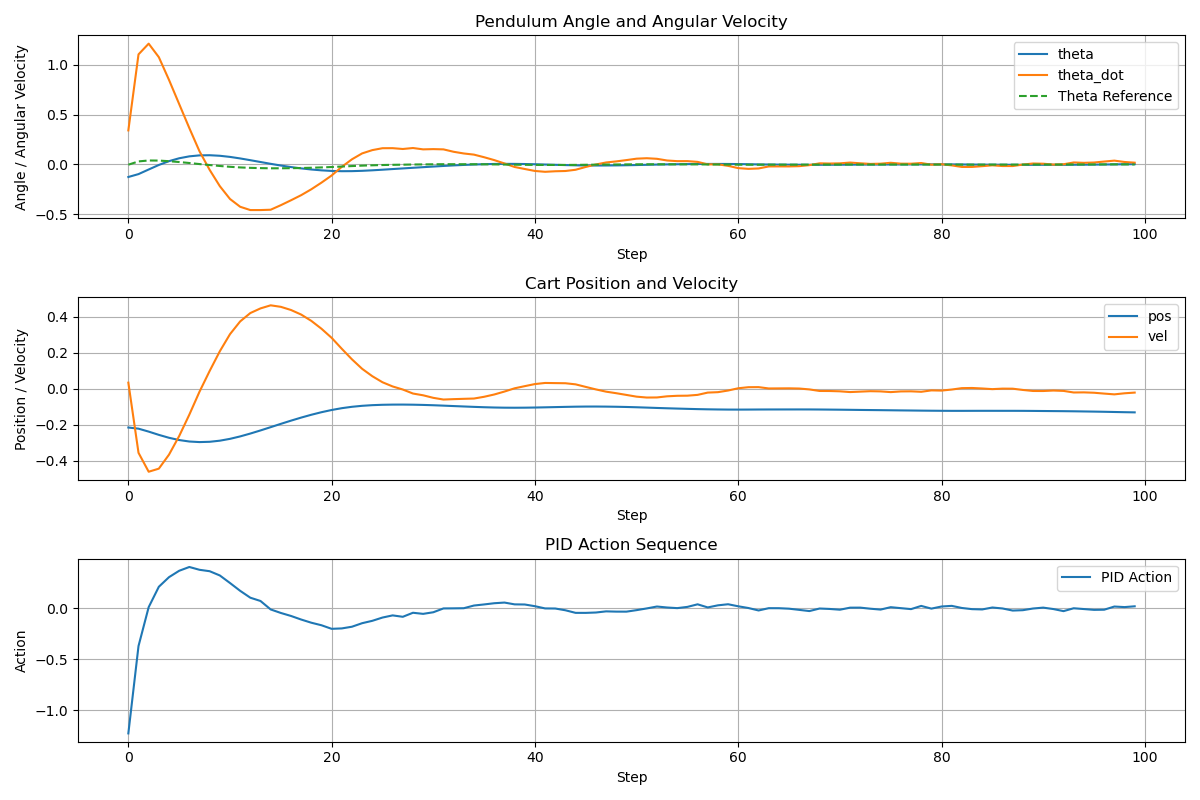 Pendulum Angle and Angular Velocity
Angle / Angular Velocity
1.0
0.5
0.0
−0.5
theta
theta_dot
Theta Reference
0 20 40 60 80 100
Step
Cart Position and Velocity
Position / Velocity
0.4
0.2
0.0
−0.2
−0.4
pos
vel
0 20 40 60 80 100
Step
PID Action Sequence
Action
0.0
−0.5
−1.0
PID Action
0 20 40 60 80 100
Step